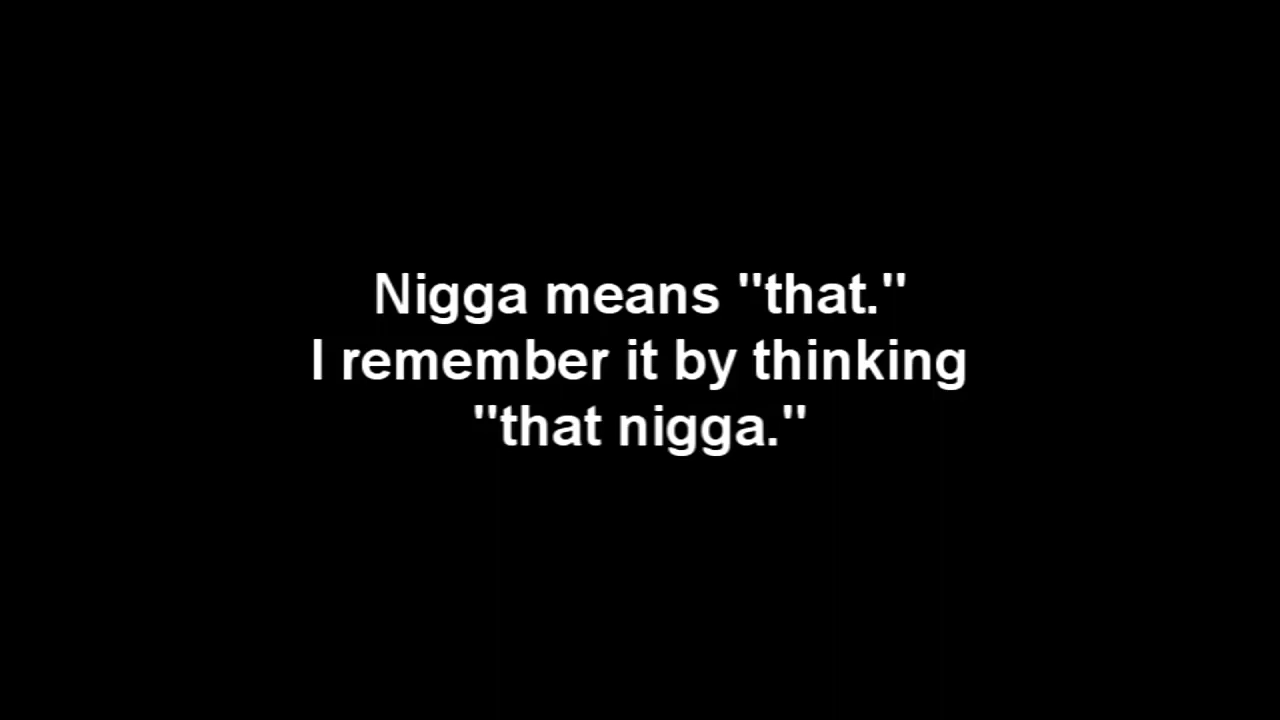 Nigga means "that."
I remember it by thinking
"that nigga."